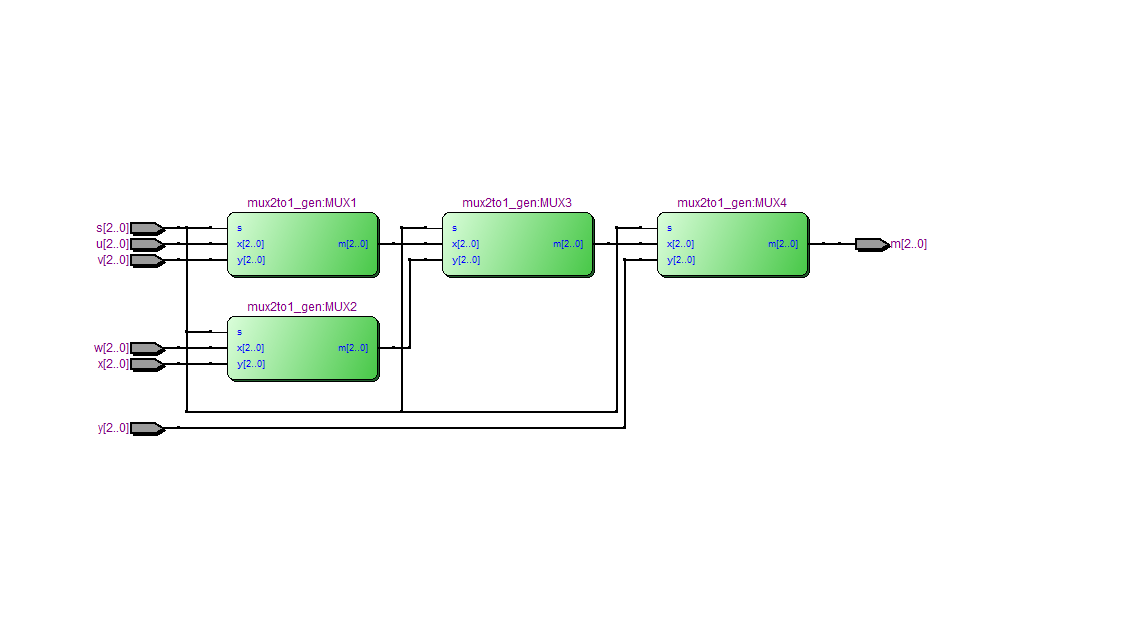 mux2to1_gen:MUX1
mux2to1_gen:MUX3
mux2to1_gen:MUX4
s[2..0]
u[2..0]
v[2..0]
s
x[2..0]
y[2..0]
m[2..0]
s
x[2..0]
y[2..0]
m[2..0]
s
x[2..0]
y[2..0]
m[2..0]
m[2..0]
mux2to1_gen:MUX2
w[2..0]
x[2..0]
s
x[2..0]
y[2..0]
m[2..0]
y[2..0]